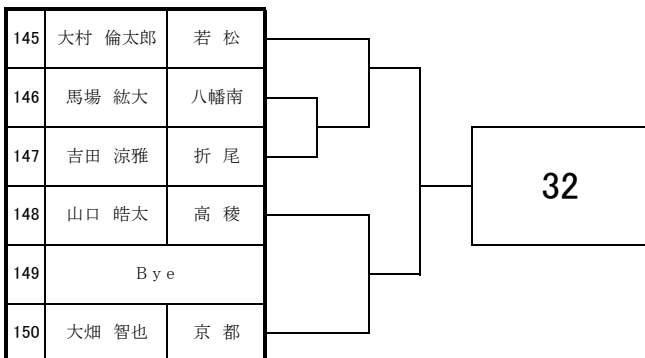 145 大村 倫太郎 若 松
146 馬場 紘大 八幡南
147 吉田 涼雅 折 尾
148 山口 皓太 高 稜
149 Bye
150 大畑 智也 京 都
32